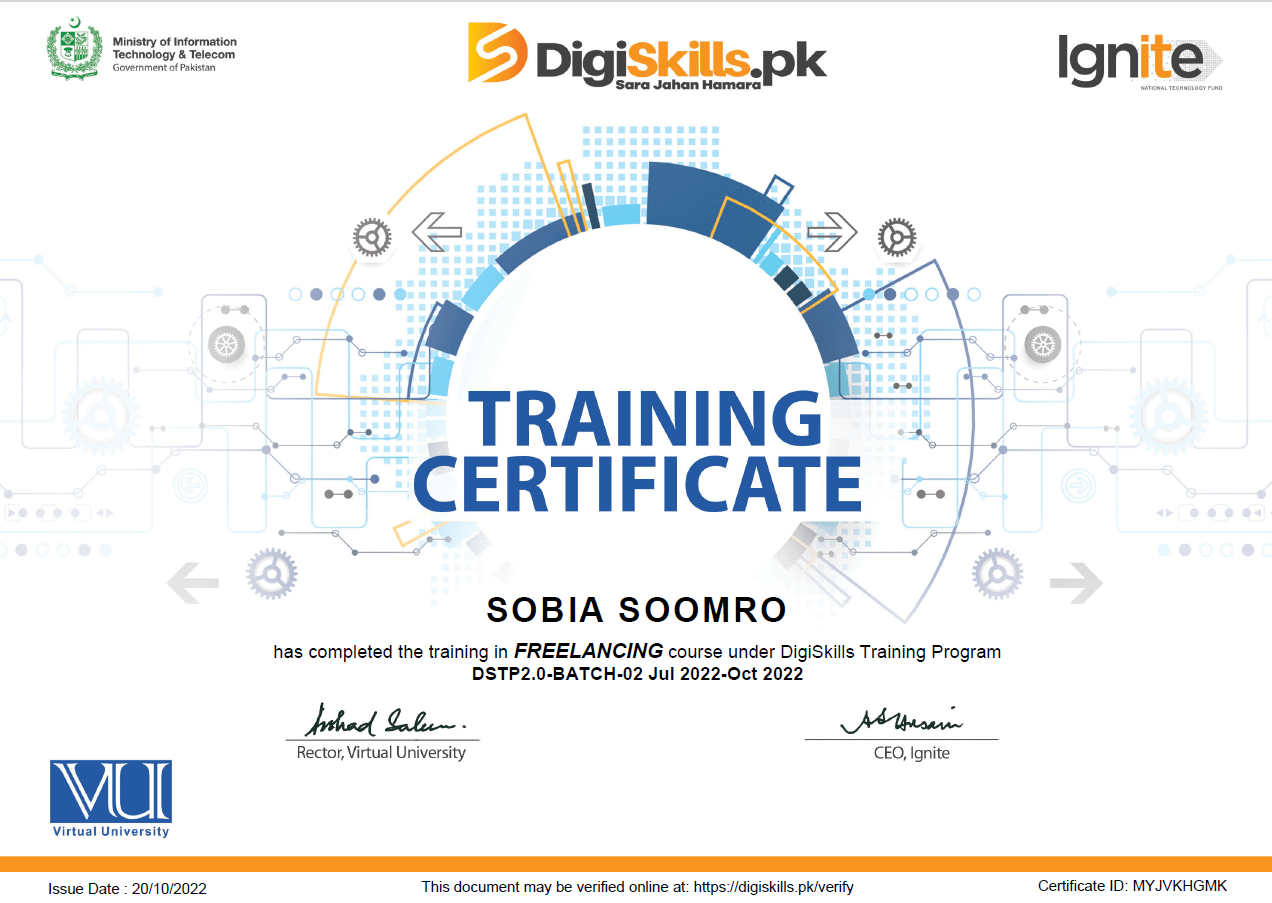 Ministry of Information
Technology & Telecom
Government of Pakistan
DigiSkills.pk
Sara Jahan Hamara
Ignite
NATIONAL TECHNOLOGY FUND
TRAINING
CERTIFICATE
SOBIA SOOMRO
has completed the training in FREELANCING course under DigiSkills Training Program
DSTP2.0-BATCH-02 Jul 2022-Oct 2022
Arshad Saleem.
Rector, Virtual University
CEO, Ignite
VU
Virtual University
Issue Date : 20/10/2022
This document may be verified online at: https://digiskills.pk/verify
Certificate ID: MYJVKHGMK